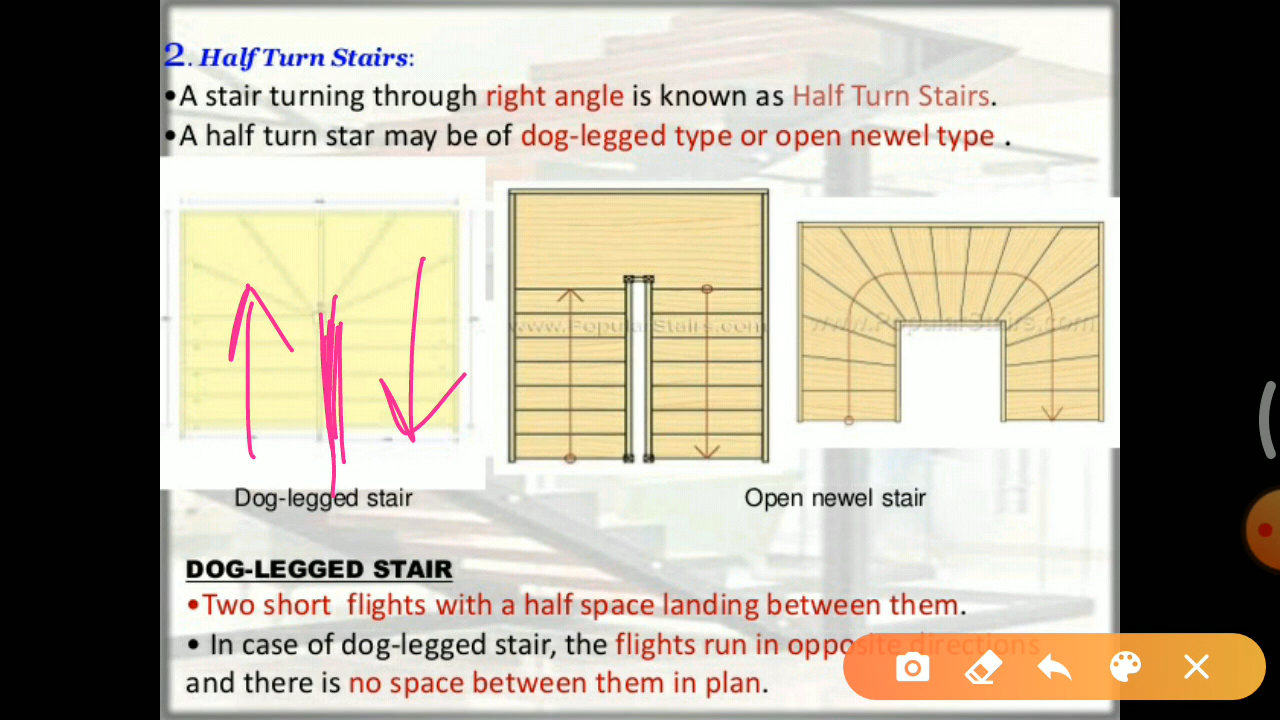 2. Half Turn Stairs:
•A stair turning through right angle is known as Half Turn Stairs.
•A half turn star may be of dog-legged type or open newel type .
www.PopularStairs.com
www.PopularStairs.com
Dog-legged stair
Open newel stair
DOG-LEGGED STAIR
•Two short flights with a half space landing between them.
• In case of dog-legged stair, the flights run in opposite directions
and there is no space between them in plan.